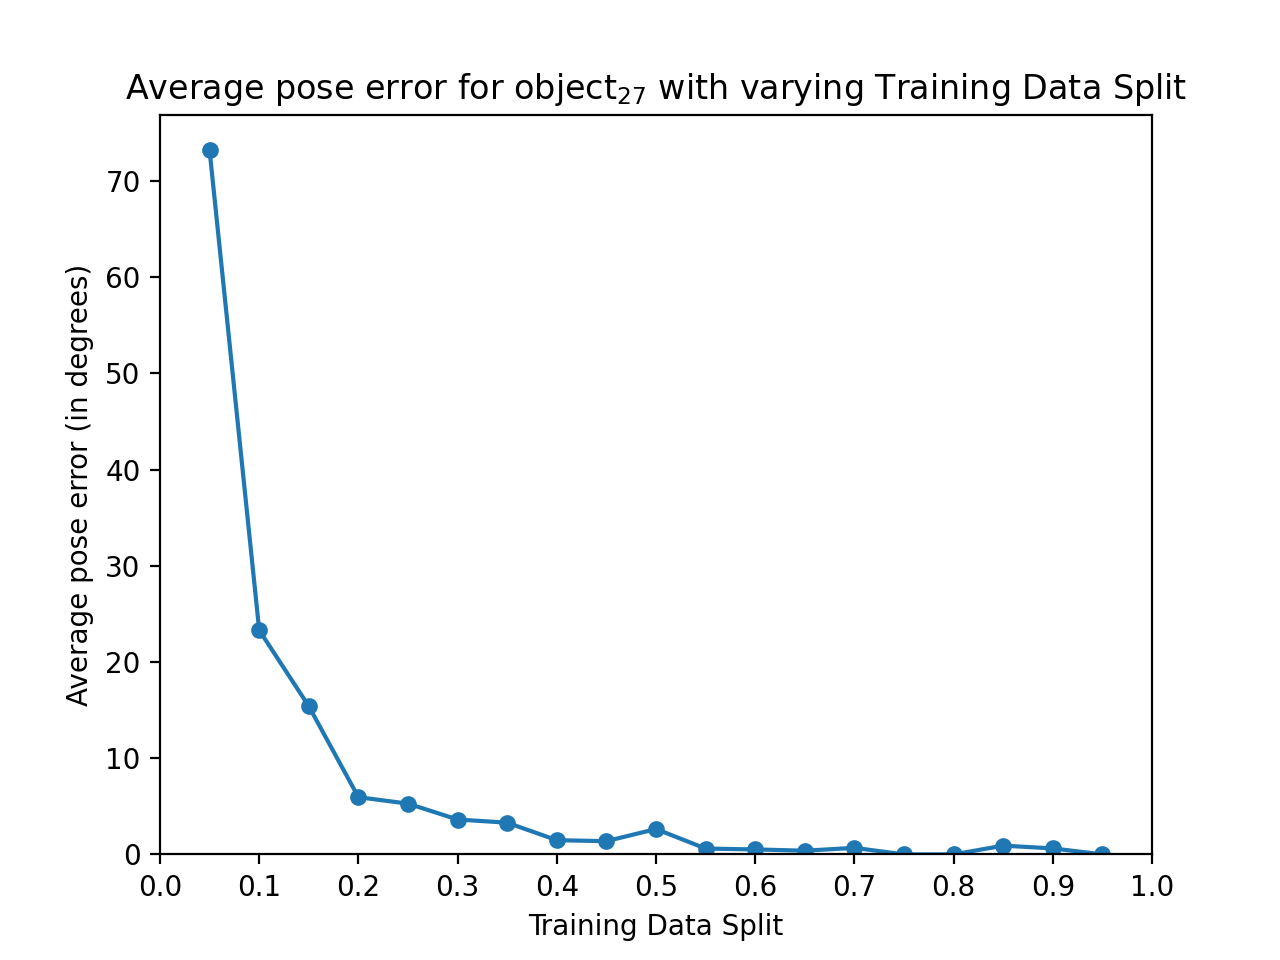 Average pose error for object₂₇ with varying Training Data Split
Average pose error (in degrees)
70
60
50
40
30
20
10
0
0.0 0.1 0.2 0.3 0.4 0.5 0.6 0.7 0.8 0.9 1.0
Training Data Split